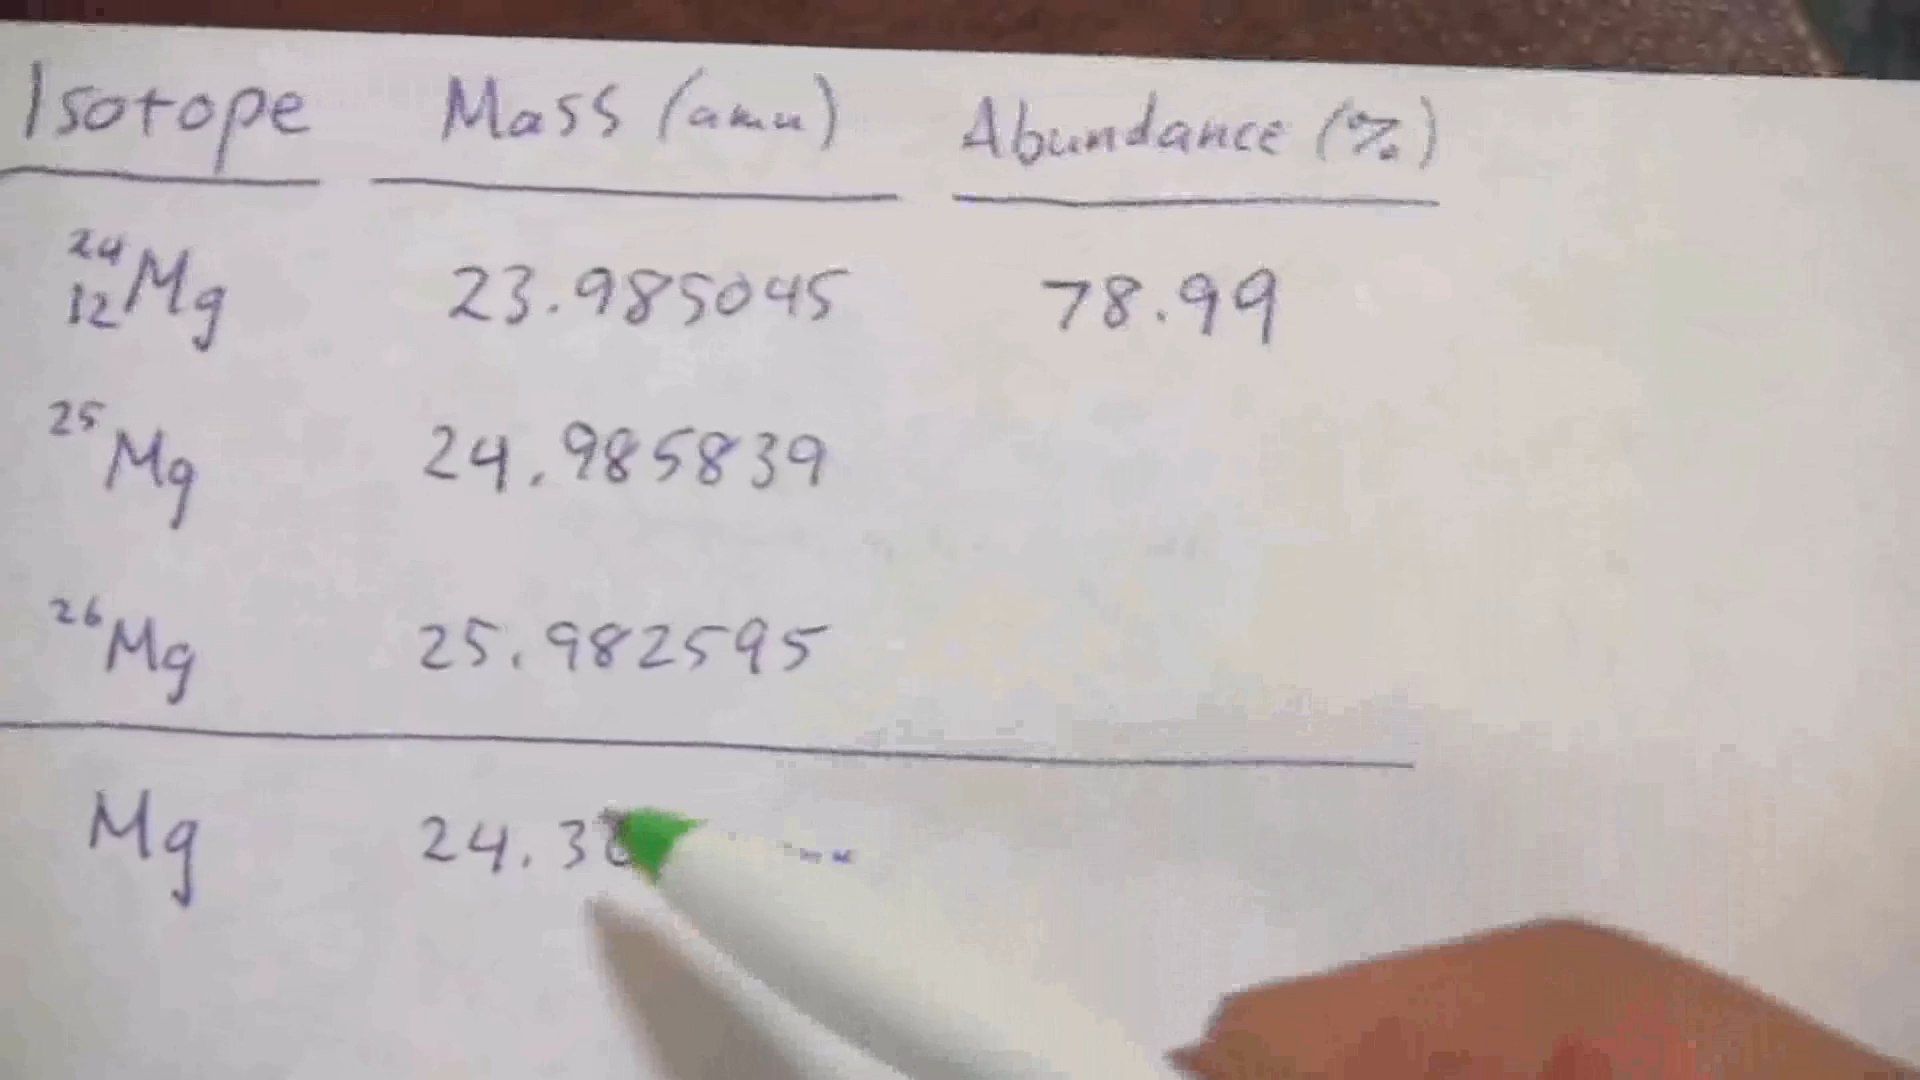 Isotope Mass (amu) Abundance (%)
24 12 Mg 23.985045 78.99
25 Mg 24.985839
26 Mg 25.982595
Mg 24.3